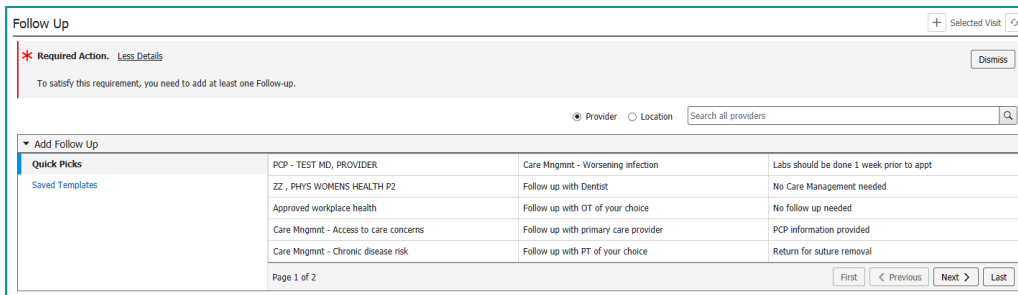 Follow Up
+ Selected Visit
* Required Action. Less Details
Dismiss
To satisfy this requirement, you need to add at least one Follow-up.
Provider Location Search all providers
Add Follow Up
Quick Picks
Saved Templates
PCP - TEST MD, PROVIDER Care Mngmnt - Worsening infection Labs should be done 1 week prior to appt
ZZ , PHYS WOMENS HEALTH P2 Follow up with Dentist No Care Management needed
Approved workplace health Follow up with OT of your choice No follow up needed
Care Mngmnt - Access to care concerns Follow up with primary care provider PCP information provided
Care Mngmnt - Chronic disease risk Follow up with PT of your choice Return for suture removal
Page 1 of 2 First < Previous Next > Last